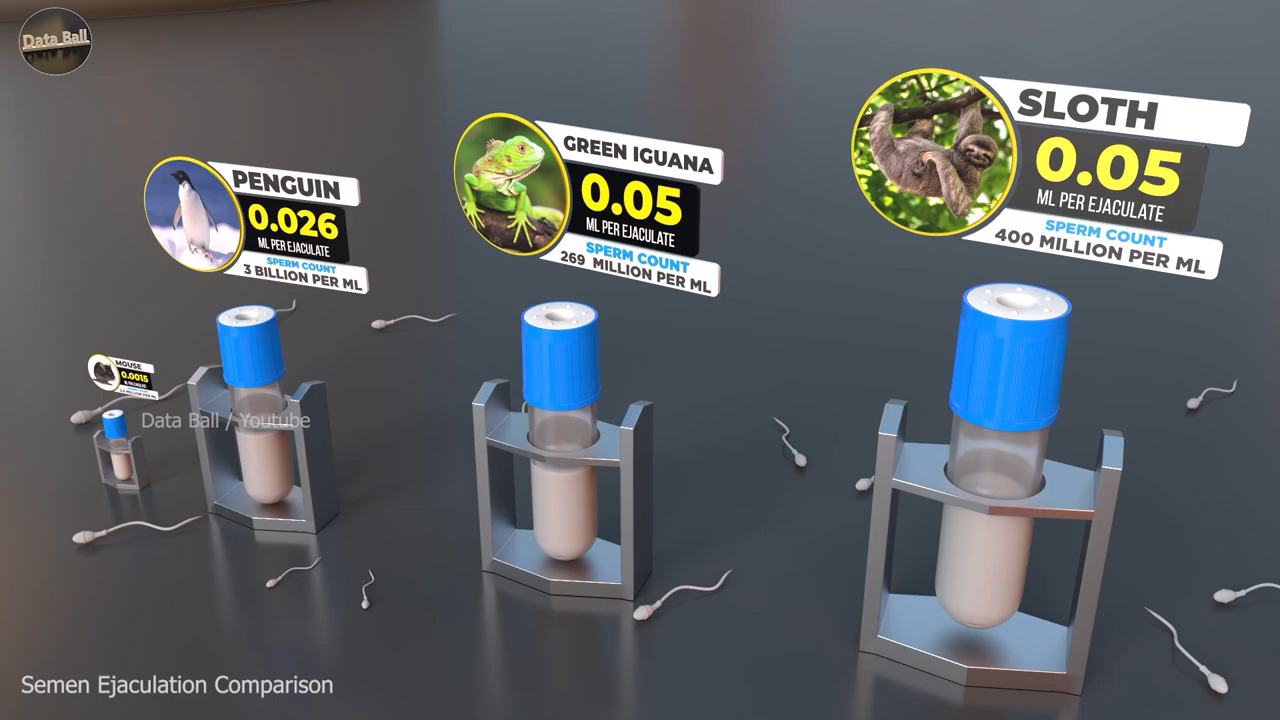 Data Ball
SLOTH
0.05
ML PER EJACULATE
SPERM COUNT
400 MILLION PER ML
GREEN IGUANA
0.05
ML PER EJACULATE
SPERM COUNT
269 MILLION PER ML
PENGUIN
0.026
ML PER EJACULATE
SPERM COUNT
3 BILLION PER ML
MOUSE
0.0015
Data Ball / Youtube
Semen Ejaculation Comparison